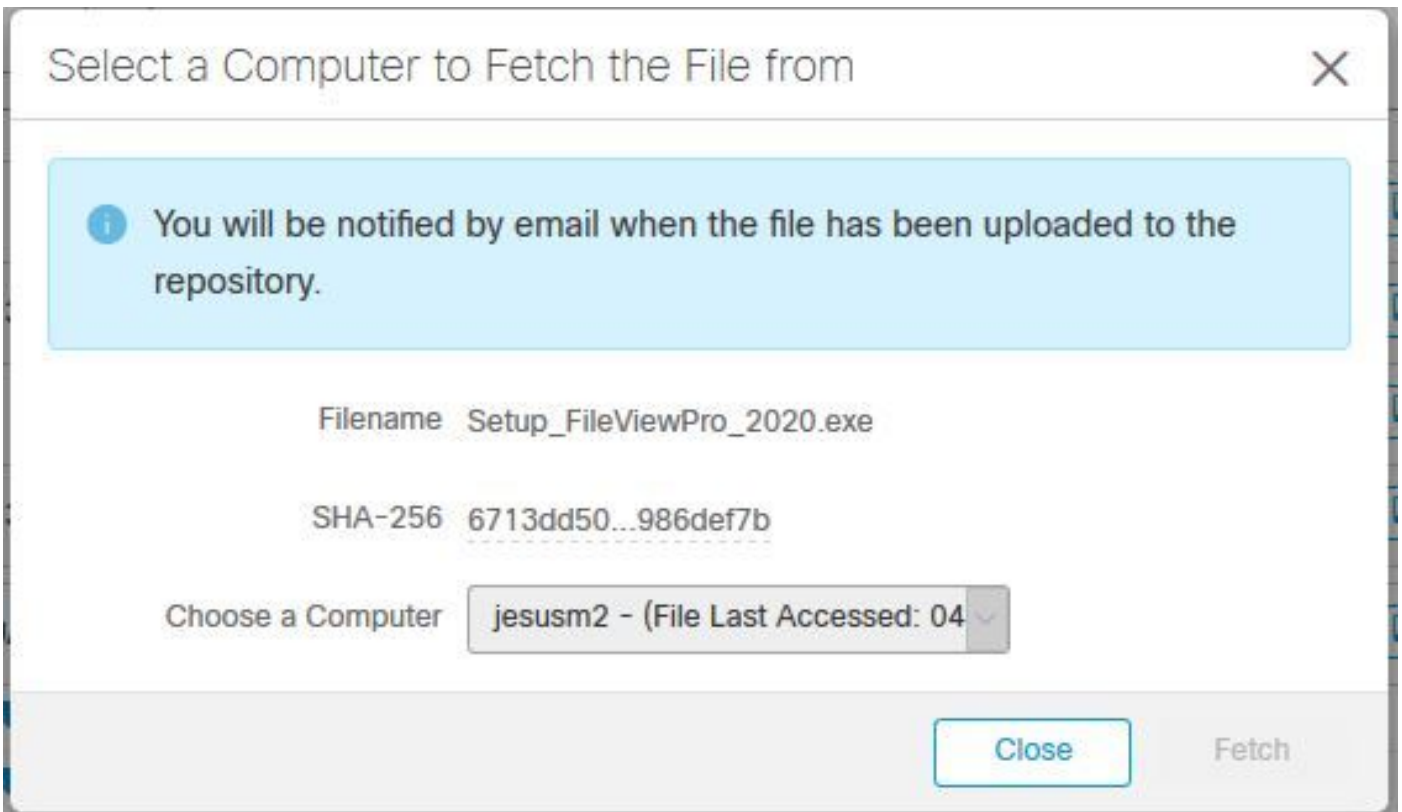 Select a Computer to Fetch the File from
You will be notified by email when the file has been uploaded to the
repository.
Filename Setup_FileViewPro_2020.exe
SHA-256 6713dd50...986def7b
Choose a Computer jesusm2 - (File Last Accessed: 04
Close Fetch